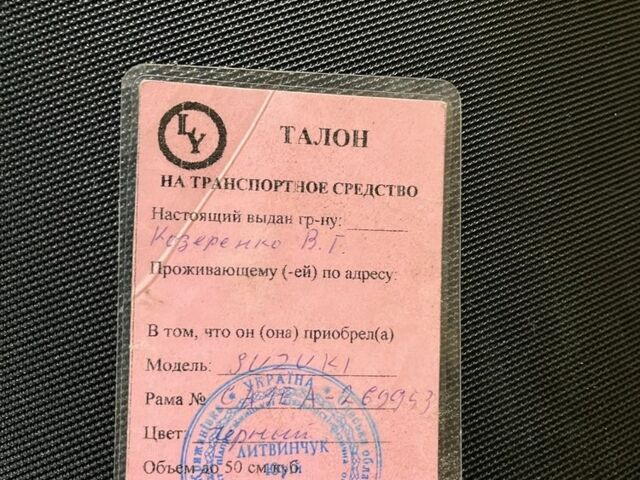 LY
ТАЛОН
НА ТРАНСПОРТНОЕ СРЕДСТВО
Настоящий выдан гр-ну:
Козеренко В. Г.
Проживающему (-ей) по адресу:
В том, что он (она) приобрел(а)
Модель: SUZUKI
УКРАЇНА
Рама №
Цвет: Черный
ЛИТВИНЧУК
Объем до 50 см.куб.